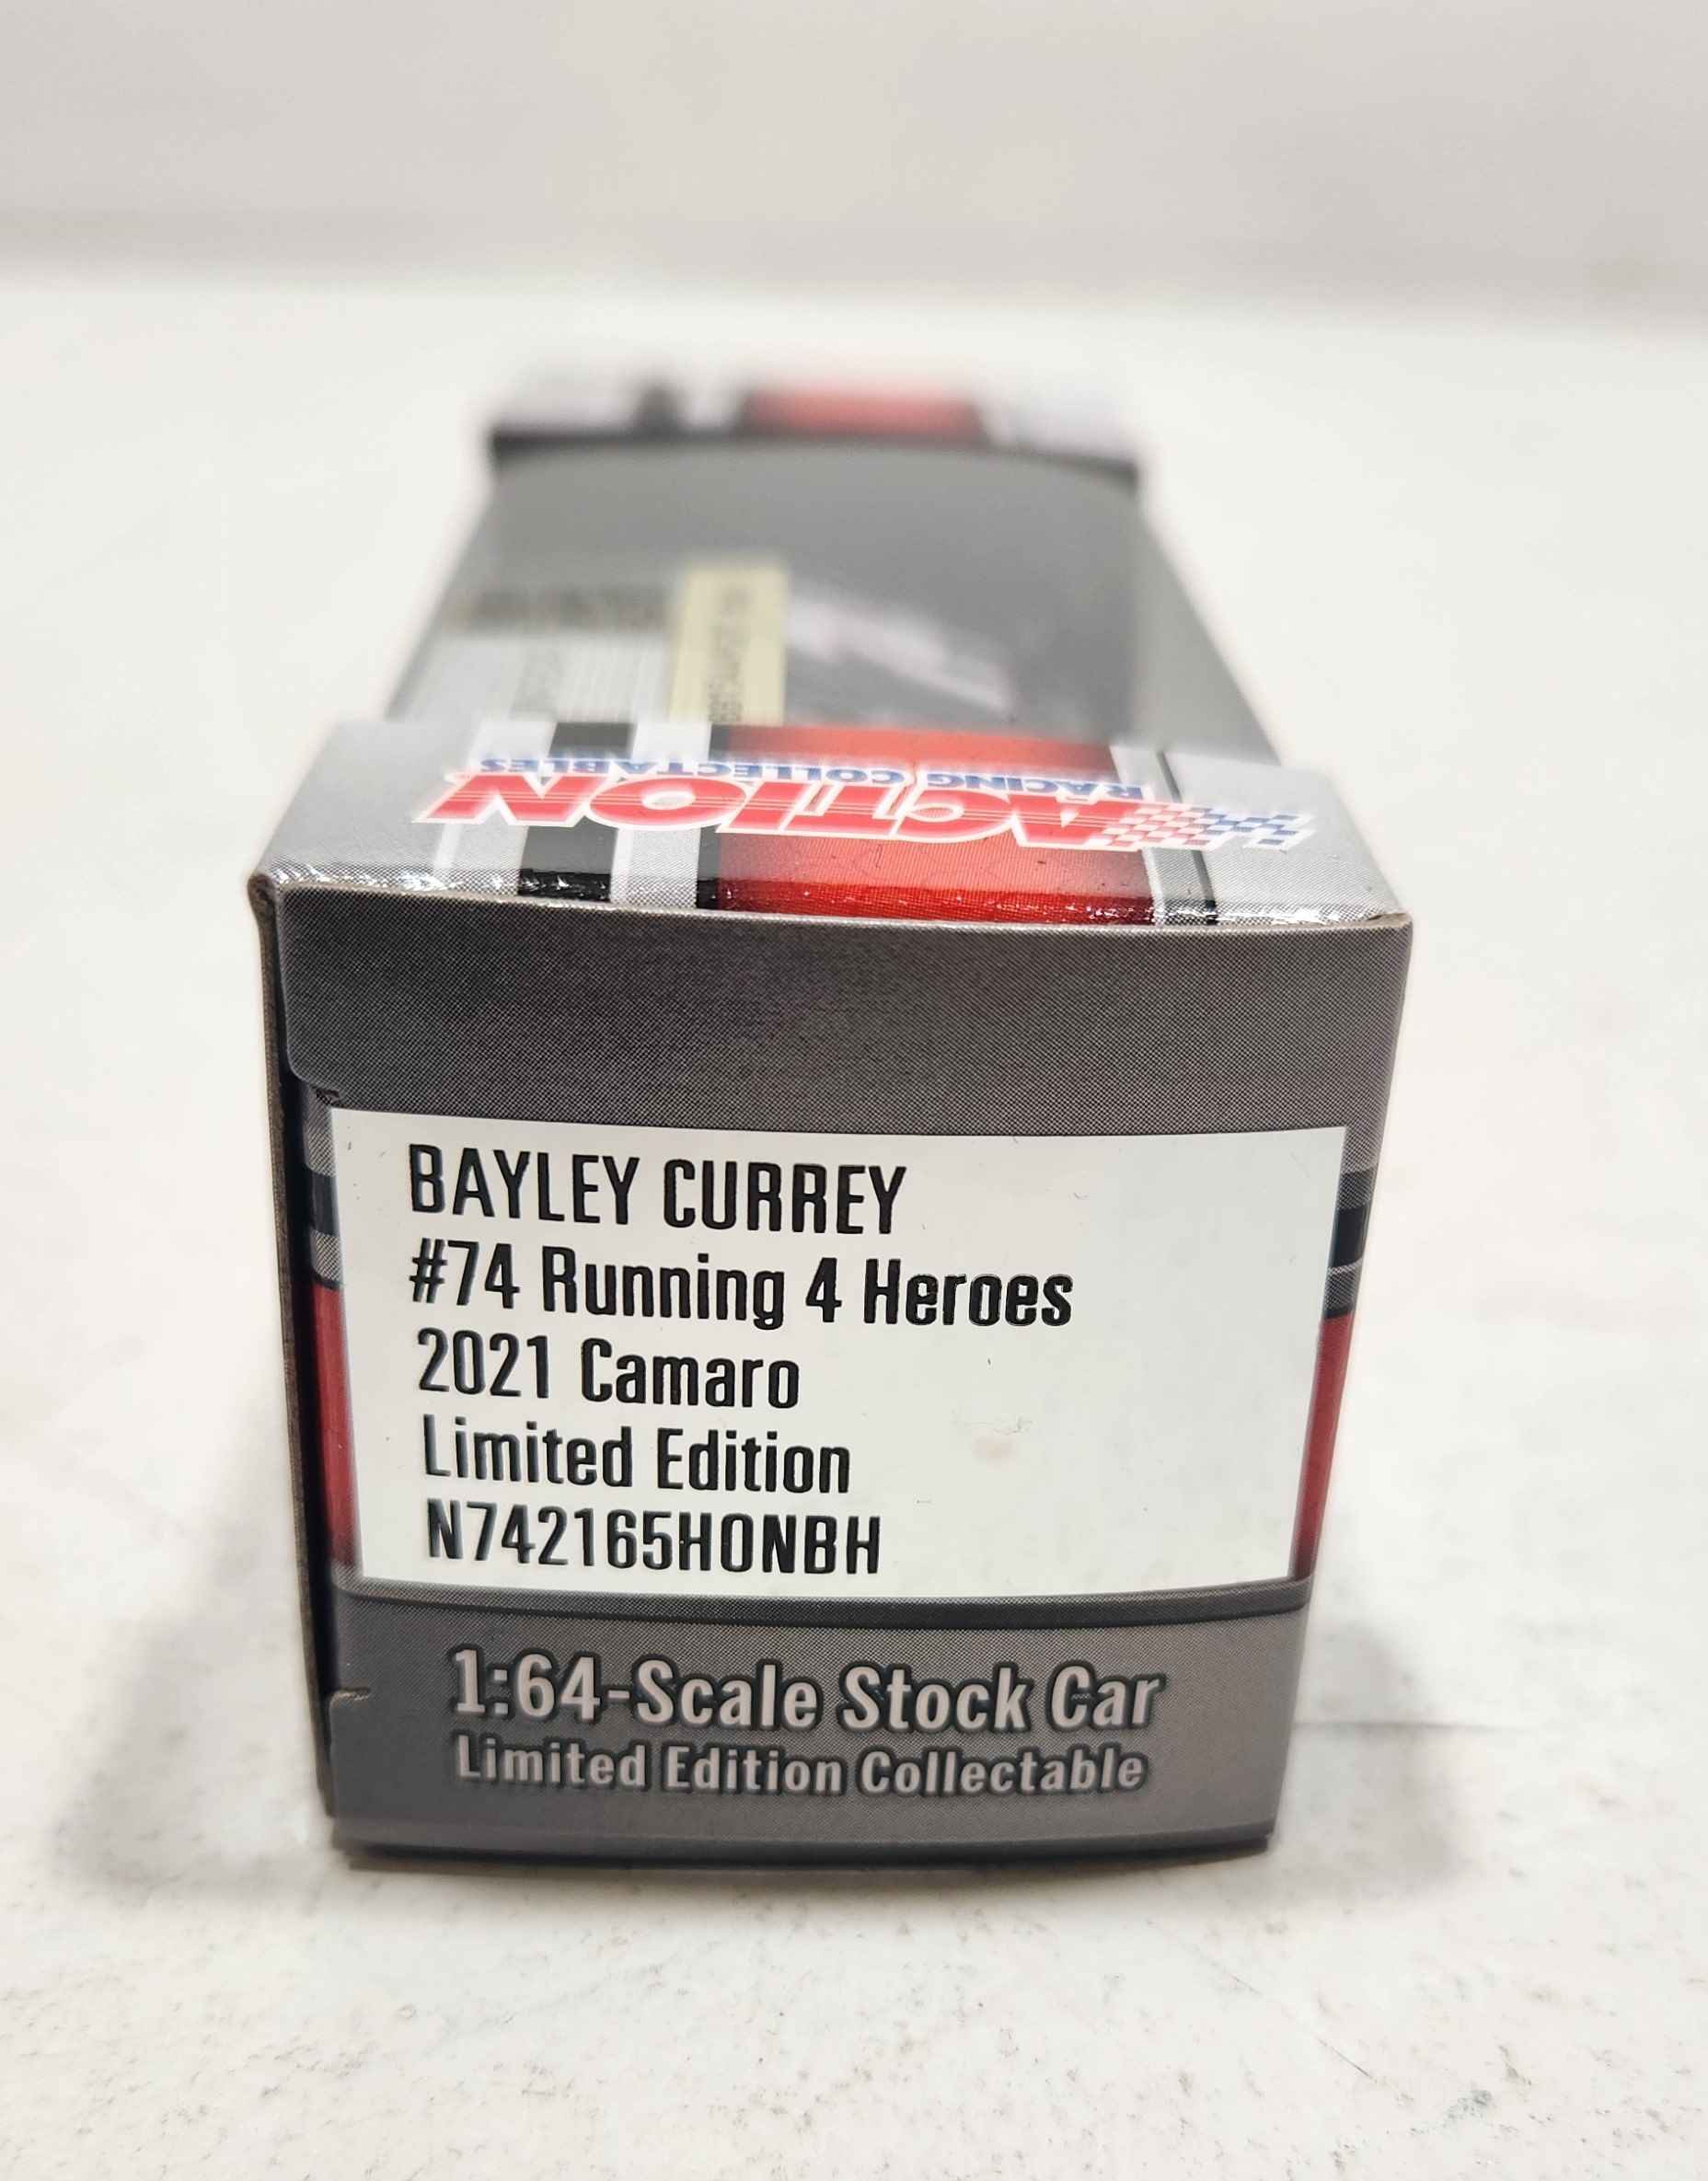 RACING COLLECTABLES
ACTION
BAYLEY CURREY
#74 Running 4 Heroes
2021 Camaro
Limited Edition
N742165HONBH
1:64-Scale Stock Car
Limited Edition Collectable